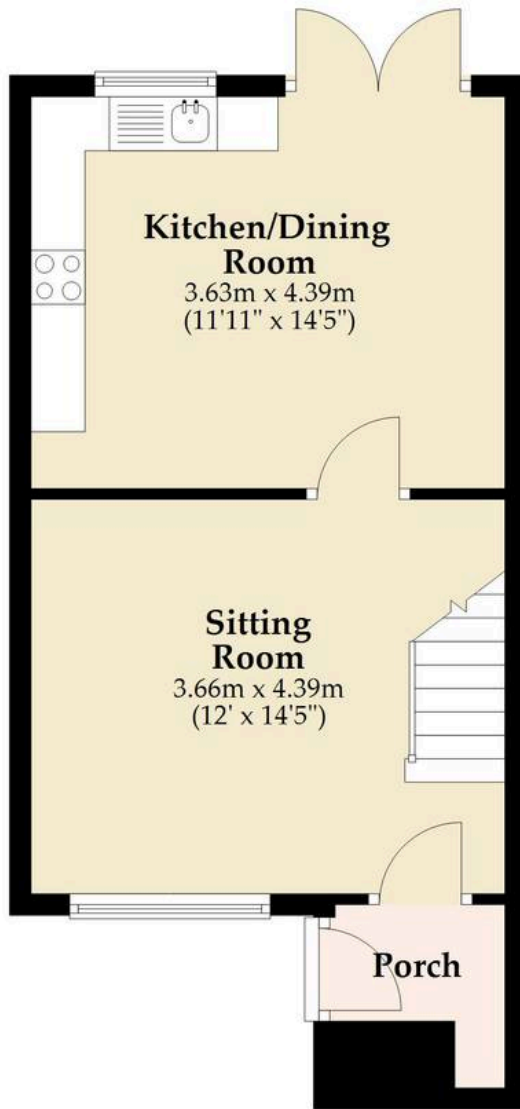 Kitchen/Dining
Room
3.63m x 4.39m
(11'11" x 14'5")
Sitting
Room
3.66m x 4.39m
(12' x 14'5")
Porch